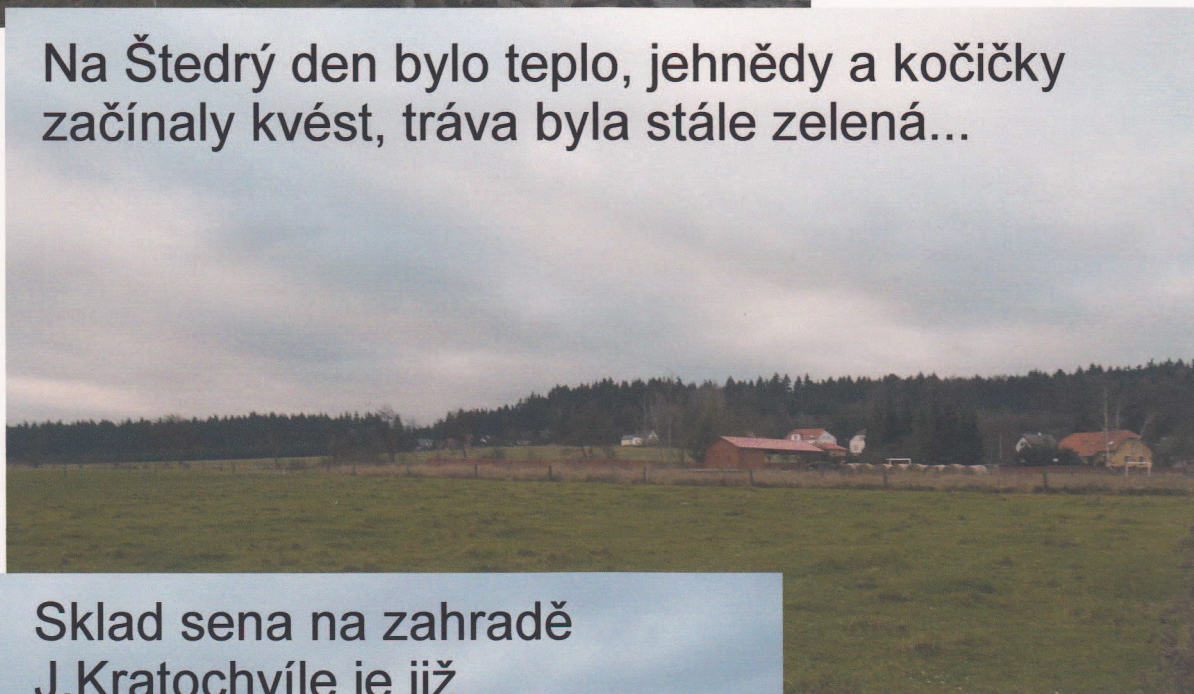 Na Štedrý den bylo teplo, jehnědy a kočičky
začínaly kvést, tráva byla stále zelená...
Sklad sena na zahradě
J.Kratochvíle je již